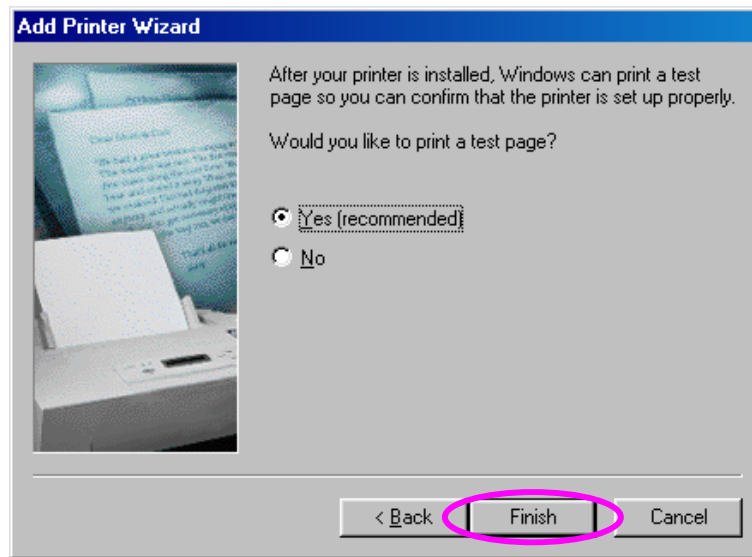 Add Printer Wizard
After your printer is installed, Windows can print a test
page so you can confirm that the printer is set up properly.
Would you like to print a test page?
Yes (recommended)
No
< Back
Finish
Cancel